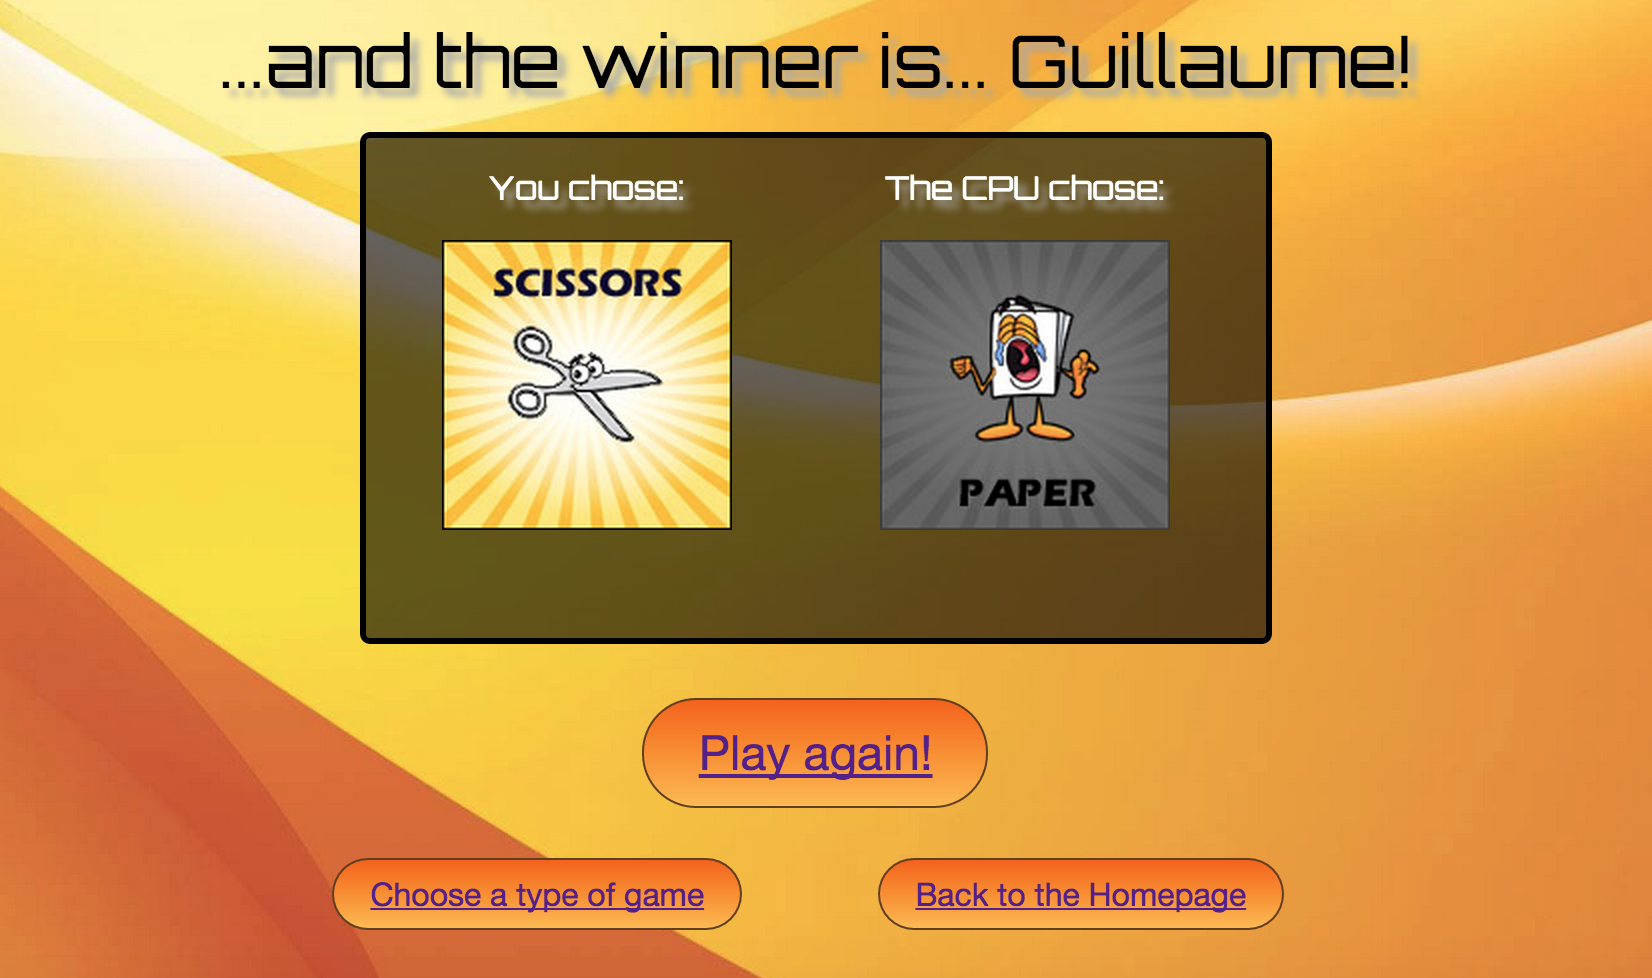 ...and the winner is... Guillaume!
You chose:
The CPU chose:
SCISSORS
PAPER
Play again!
Choose a type of game
Back to the Homepage